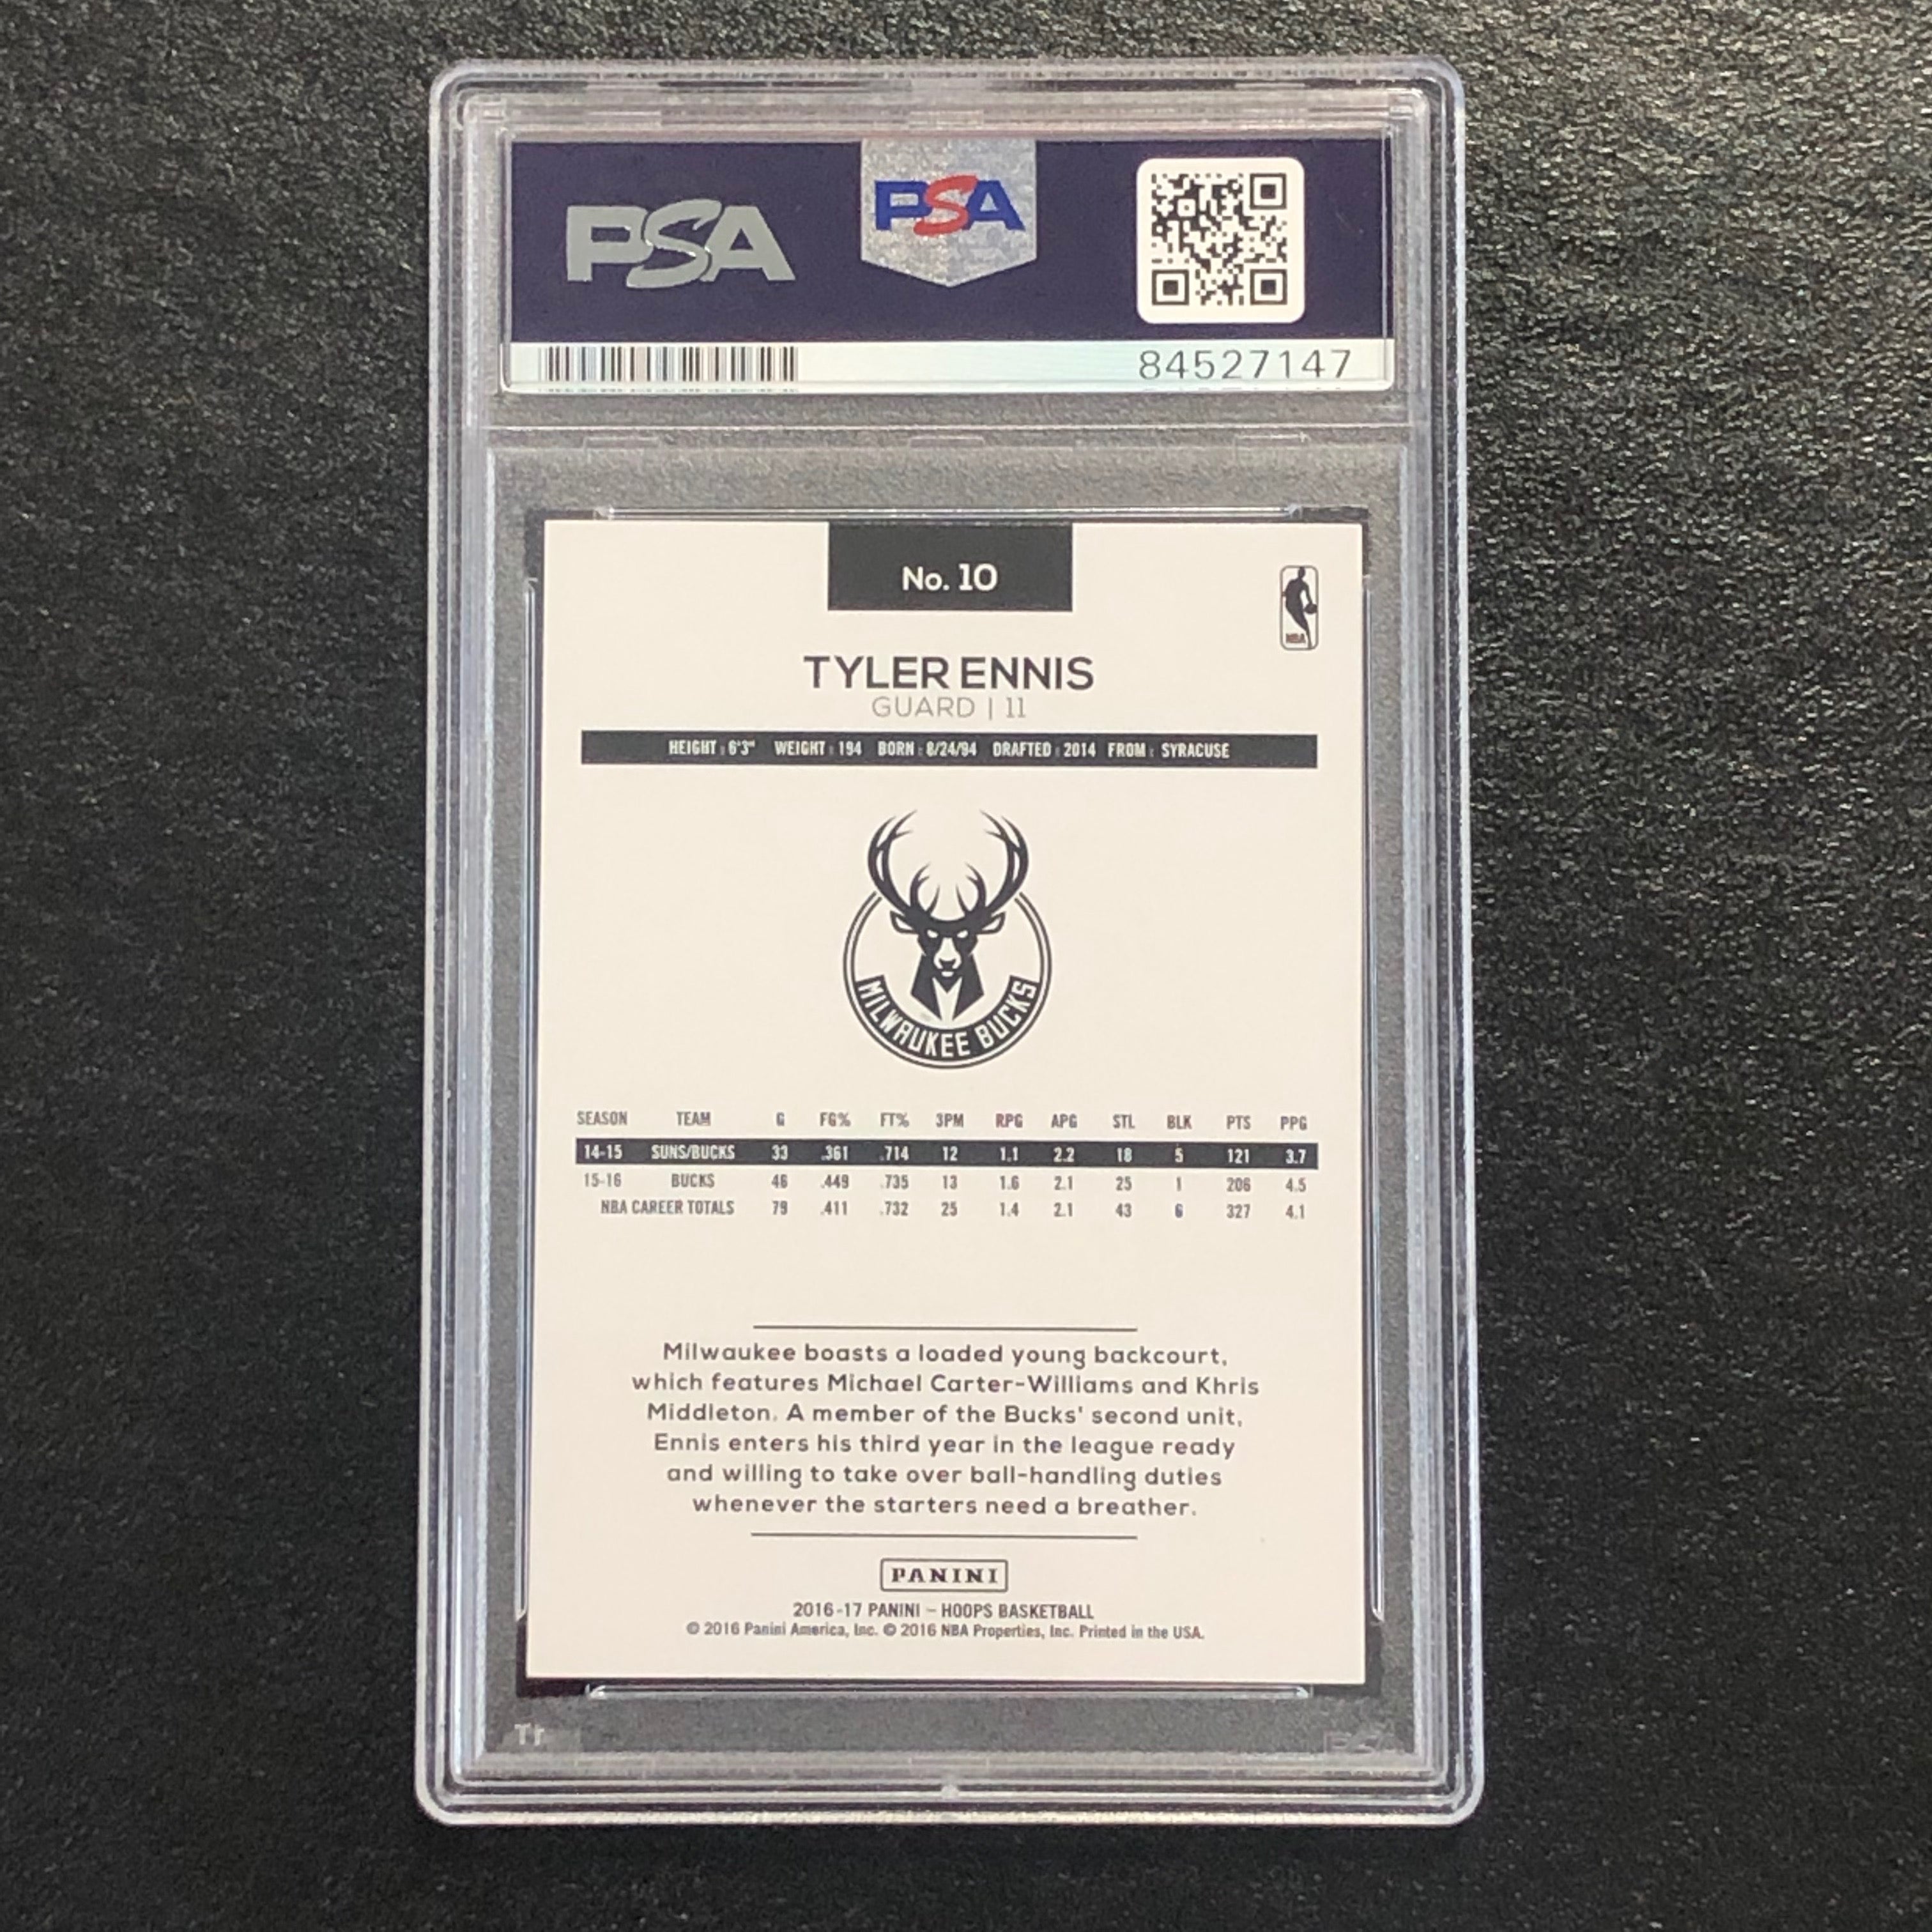 PSA
PSA
84527147
No. 10
NBA
TYLER ENNIS
GUARD | 11
HEIGHT : 6'3" WEIGHT : 194 BORN : 8/24/94 DRAFTED : 2014 FROM : SYRACUSE
MILWAUKEE BUCKS
SEASON TEAM G FG% FT% 3PM RPG APG STL BLK PTS PPG
14-15 SUNS/BUCKS 33 .361 .714 12 1.1 2.2 18 5 121 3.7
15-16 BUCKS 46 .449 .735 13 1.6 2.1 25 1 206 4.5
NBA CAREER TOTALS 79 .411 .732 25 1.4 2.1 43 6 327 4.1
Milwaukee boasts a loaded young backcourt,
which features Michael Carter-Williams and Khris
Middleton. A member of the Bucks' second unit,
Ennis enters his third year in the league ready
and willing to take over ball-handling duties
whenever the starters need a breather.
PANINI
2016-17 PANINI – HOOPS BASKETBALL
© 2016 Panini America, Inc. © 2016 NBA Properties, Inc. Printed in the USA.